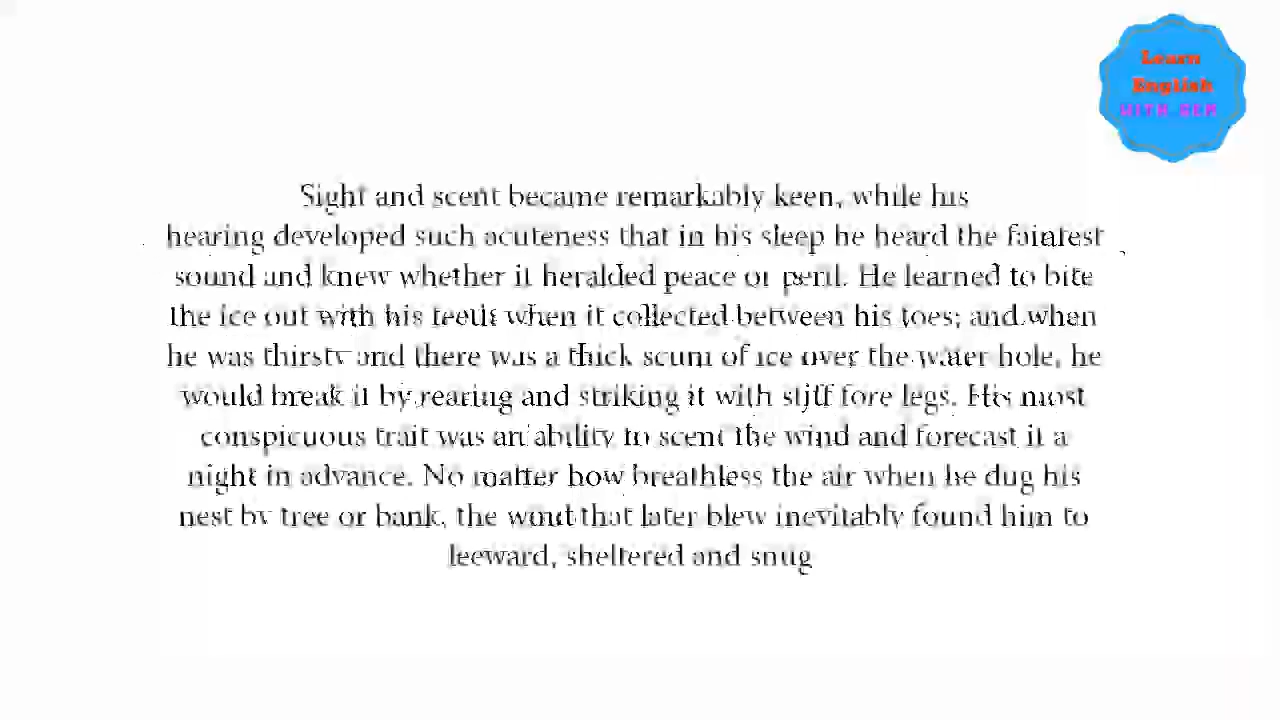 Learn
English
WITH GEM
Sight and scent became remarkably keen, while his
hearing developed such acuteness that in his sleep he heard the faintest
sound and knew whether it heralded peace or peril. He learned to bite
the ice out with his teeth when it collected between his toes; and when
he was thirsty and there was a thick scum of ice over the water hole, he
would break it by rearing and striking it with stiff fore legs. His most
conspicuous trait was an ability to scent the wind and forecast it a
night in advance. No matter how breathless the air when he dug his
nest by tree or bank, the wind that later blew inevitably found him to
leeward, sheltered and snug